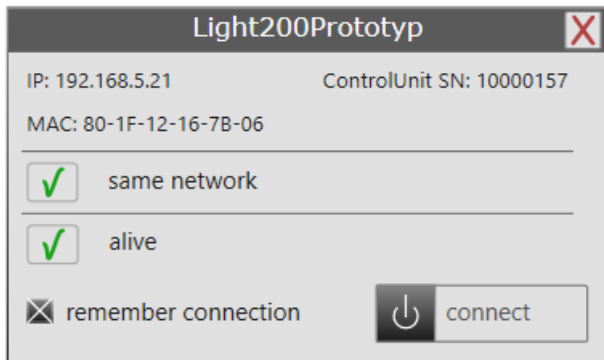 Light200Prototyp
IP: 192.168.5.21 ControlUnit SN: 10000157
MAC: 80-1F-12-16-7B-06
same network
alive
remember connection connect